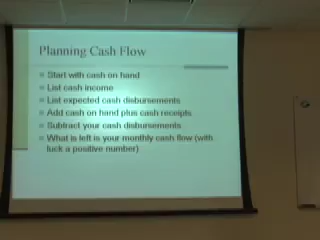 Planning Cash Flow
Start with cash on hand
List cash income
List expected cash disbursements
Add cash on hand plus cash receipts
Subtract your cash disbursements
What is left is your monthly cash flow (with
luck a positive number)